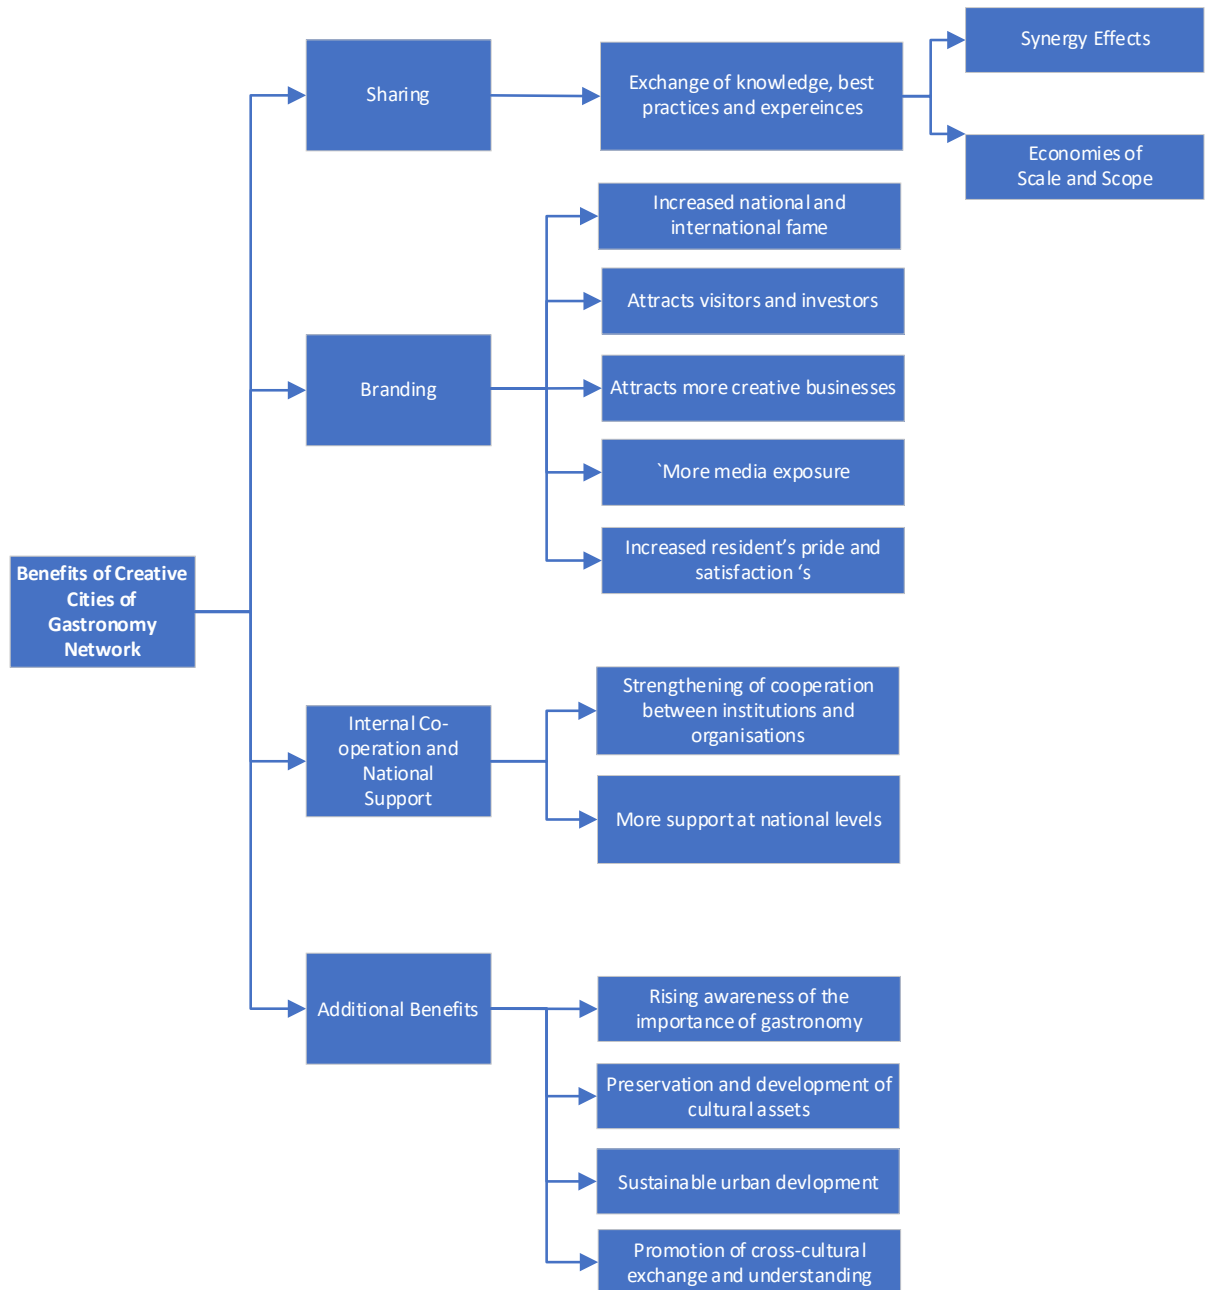 Synergy Effects
Sharing
Exchange of knowledge, best
practices and expereinces
Economies of
Scale and Scope
Increased national and
international fame
Attracts visitors and investors
Branding
Attracts more creative businesses
`More media exposure
Increased resident’s pride and
satisfaction ‘s
Benefits of Creative
Cities of
Gastronomy
Network
Internal Co-
operation and
National
Support
Strengthening of cooperation
between institutions and
organisations
More support at national levels
Additional Benefits
Rising awareness of the
importance of gastronomy
Preservation and development of
cultural assets
Sustainable urban devlopment
Promotion of cross-cultural
exchange and understanding